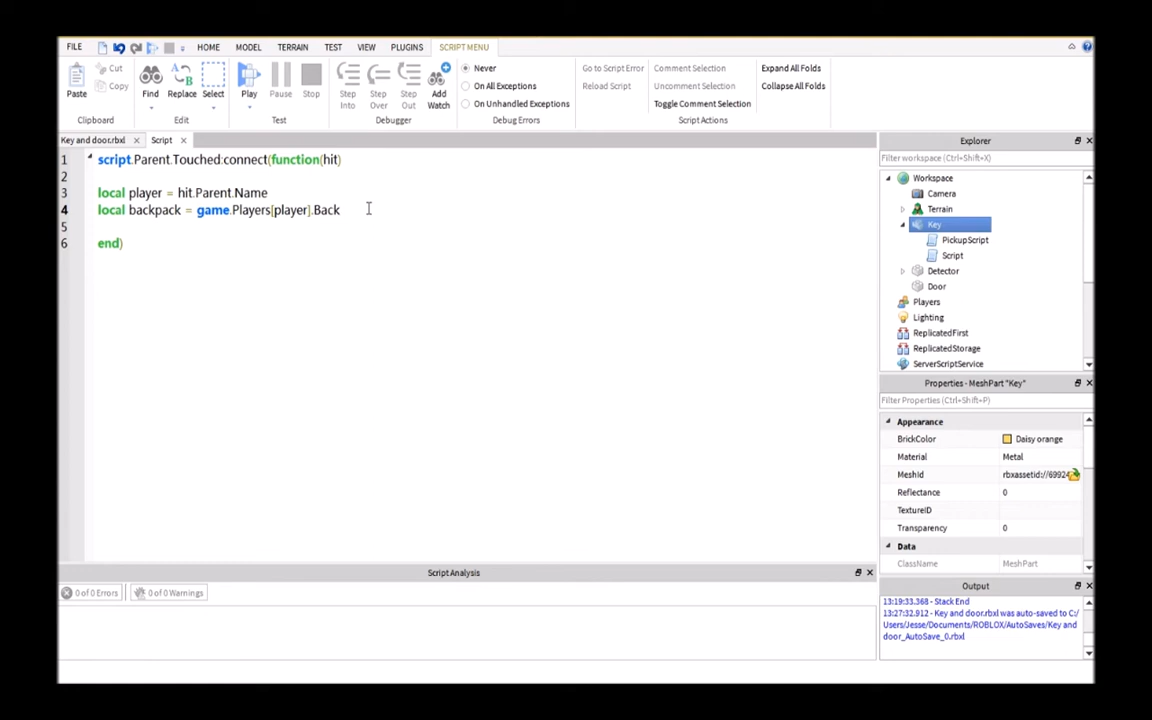 FILE HOME MODEL TERRAIN TEST VIEW PLUGINS SCRIPT MENU
Paste Cut Copy
Clipboard
Find Replace Select
Edit
Play Pause Stop
Test
Step Into Step Over Step Out Add Watch
Debugger
Never
On All Exceptions
On Unhandled Exceptions
Debug Errors
Go to Script Error
Reload Script
Comment Selection
Uncomment Selection
Toggle Comment Selection
Script Actions
Expand All Folds
Collapse All Folds
Key and door.rbxl Script
1 script.Parent.Touched:connect(function(hit)
2
3 local player = hit.Parent.Name
4 local backpack = game.Players[player].Back
5
6 end)
Explorer
Filter workspace (Ctrl+Shift+X)
Workspace
Camera
Terrain
Key
PickupScript
Script
Detector
Door
Players
Lighting
ReplicatedFirst
ReplicatedStorage
ServerScriptService
Properties - MeshPart "Key"
Filter Properties (Ctrl+Shift+P)
Appearance
BrickColor Daisy orange
Material Metal
MeshId rbxassetid://69924
Reflectance 0
TextureID
Transparency 0
Data
ClassName MeshPart
Script Analysis
0 of 0 Errors 0 of 0 Warnings
Output
13:19:33.368 - Stack End
13:27:32.912 - Key and door.rbxl was auto-saved to C:/
Users/Jesse/Documents/ROBLOX/AutoSaves/Key and
door_AutoSave_0.rbxl